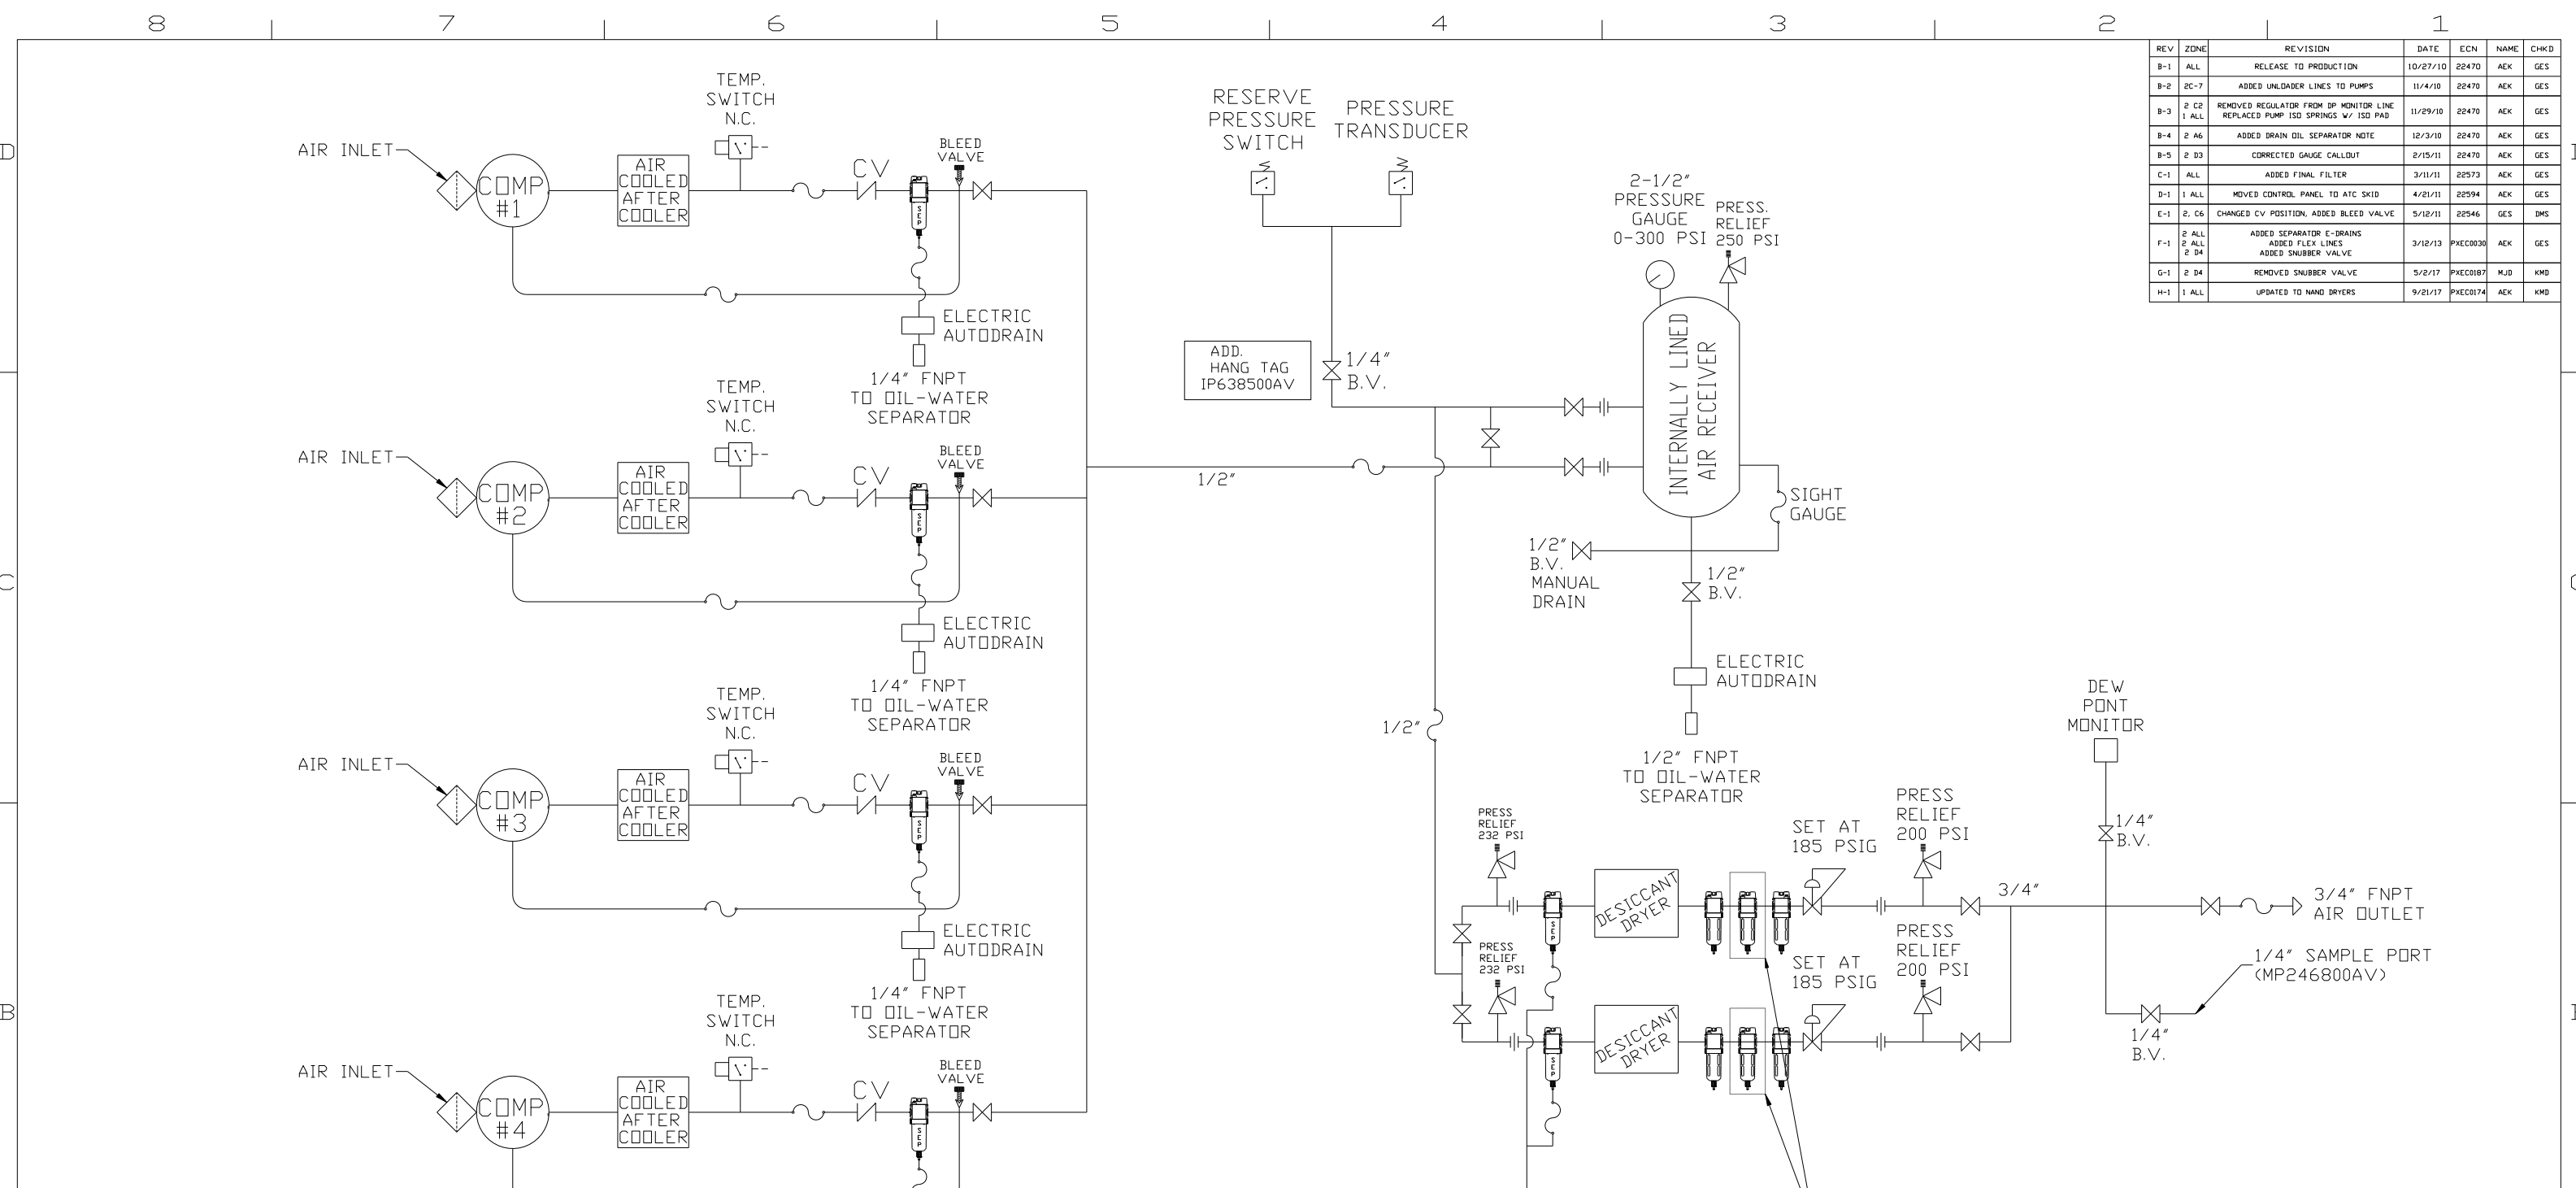 8 7 6 5 4 3 2 1
D
C
B
REV ZONE REVISION DATE ECN NAME CHKD
B-1 ALL RELEASE TO PRODUCTION 10/27/10 22470 AEK GES
B-2 2C-7 ADDED UNLOADER LINES TO PUMPS 11/4/10 22470 AEK GES
B-3 2 C2 REMOVED REGULATOR FROM DP MONITOR LINE 11/29/10 22470 AEK GES
1 ALL REPLACED PUMP ISO SPRINGS W/ ISO PAD
B-4 2 A6 ADDED DRAIN OIL SEPARATOR NOTE 12/3/10 22470 AEK GES
B-5 2 D3 CORRECTED GAUGE CALLOUT 2/15/11 22470 AEK GES
C-1 ALL ADDED FINAL FILTER 3/11/11 22573 AEK GES
D-1 1 ALL MOVED CONTROL PANEL TO ATC SKID 4/21/11 22594 AEK GES
E-1 2, C6 CHANGED CV POSITION, ADDED BLEED VALVE 5/12/11 22546 GES DMS
2 ALL ADDED SEPARATOR E-DRAINS
F-1 2 ALL ADDED FLEX LINES 3/12/13 PXEC0030 AEK GES
2 D4 ADDED SNUBBER VALVE
G-1 2 D4 REMOVED SNUBBER VALVE 5/2/17 PXEC0187 MJD KMD
H-1 1 ALL UPDATED TO NANO DRYERS 9/21/17 PXEC0174 AEK KMD
TEMP.
SWITCH
N.C.
AIR INLET
COMP
#1
AIR
COOLED
AFTER
COOLER
CV
SEP
BLEED
VALVE
ELECTRIC
AUTODRAIN
1/4" FNPT
TO OIL-WATER
SEPARATOR
TEMP.
SWITCH
N.C.
AIR INLET
COMP
#2
AIR
COOLED
AFTER
COOLER
CV
SEP
BLEED
VALVE
ELECTRIC
AUTODRAIN
1/4" FNPT
TO OIL-WATER
SEPARATOR
TEMP.
SWITCH
N.C.
AIR INLET
COMP
#3
AIR
COOLED
AFTER
COOLER
CV
SEP
BLEED
VALVE
ELECTRIC
AUTODRAIN
1/4" FNPT
TO OIL-WATER
SEPARATOR
TEMP.
SWITCH
N.C.
AIR INLET
COMP
#4
AIR
COOLED
AFTER
COOLER
CV
SEP
BLEED
VALVE
RESERVE
PRESSURE
SWITCH
PRESSURE
TRANSDUCER
ADD.
HANG TAG
IP638500AV
1/4"
B.V.
1/2"
2-1/2"
PRESSURE
GAUGE
0-300 PSI
PRESS.
RELIEF
250 PSI
INTERNALLY LINED
AIR RECEIVER
SIGHT
GAUGE
1/2"
B.V.
MANUAL
DRAIN
1/2"
B.V.
ELECTRIC
AUTODRAIN
1/2" FNPT
TO OIL-WATER
SEPARATOR
1/2"
PRESS
RELIEF
232 PSI
SEP
DESICCANT
DRYER
SET AT
185 PSIG
PRESS
RELIEF
200 PSI
3/4"
PRESS
RELIEF
232 PSI
SEP
DESICCANT
DRYER
SET AT
185 PSIG
PRESS
RELIEF
200 PSI
DEW
PONT
MONITOR
1/4"
B.V.
3/4" FNPT
AIR OUTLET
1/4" SAMPLE PORT
(MP246800AV)
1/4"
B.V.